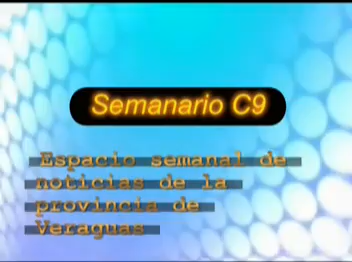 Semanario C9
Espacio semanal de
noticias de la
provincia de
Veraguas